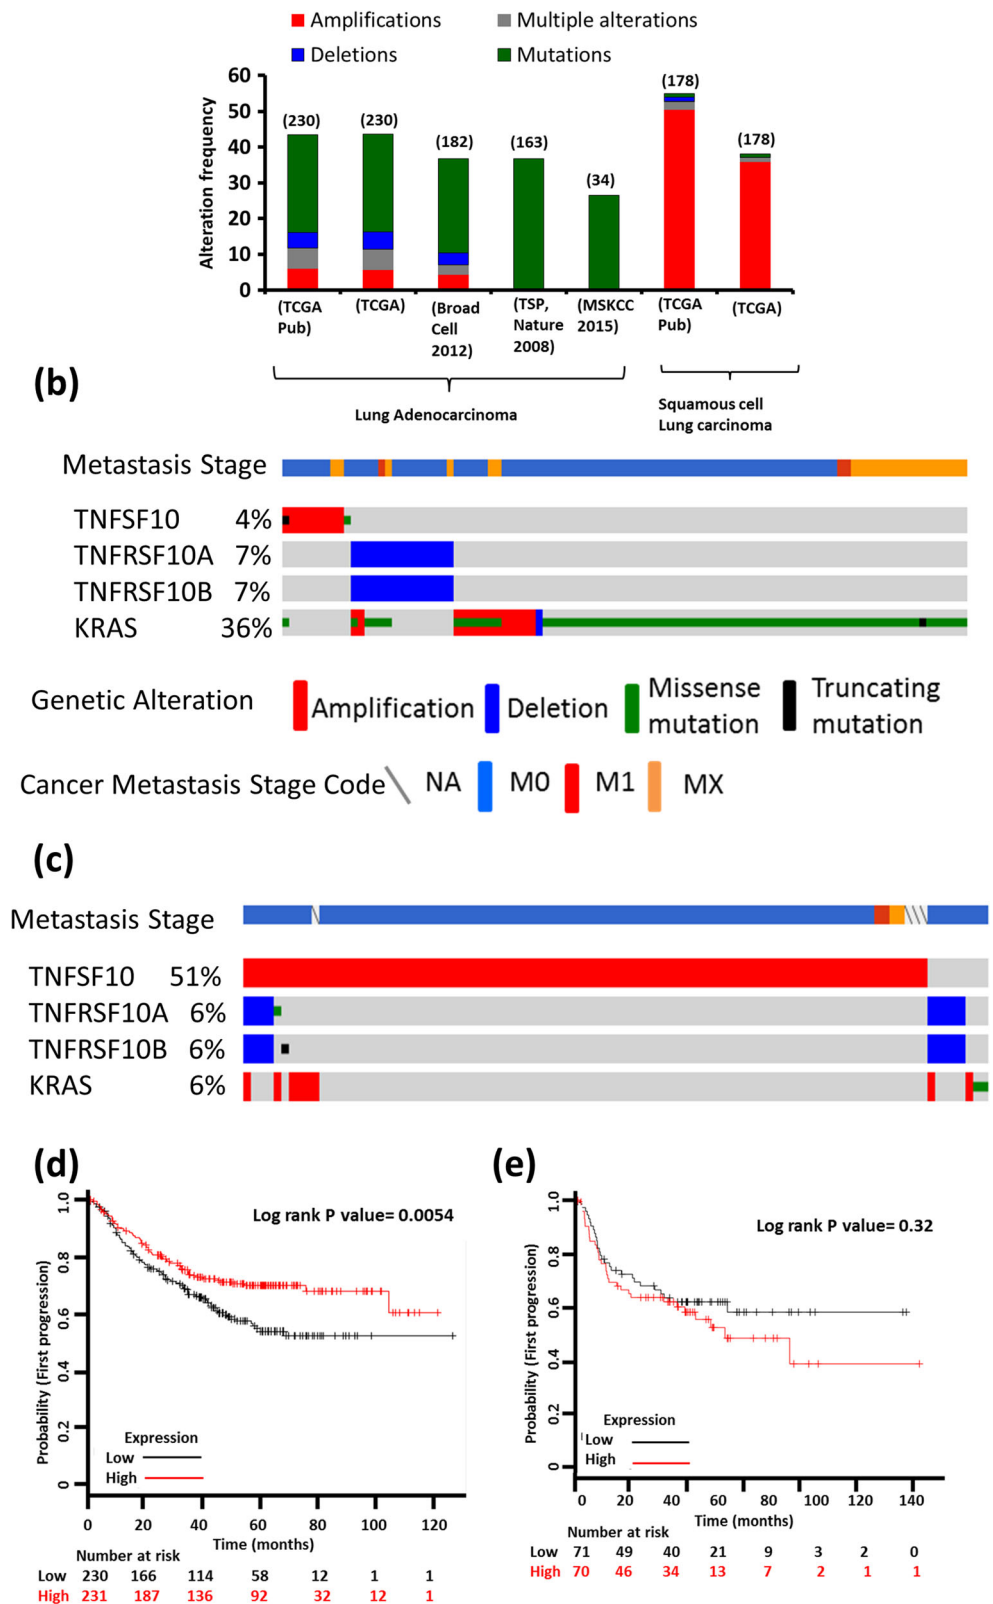 Amplifications
Multiple alterations
Deletions
Mutations
Alteration frequency
60
50
40
30
20
10
0
(230)
(230)
(182)
(163)
(34)
(178)
(178)
(TCGA Pub)
(TCGA)
(Broad Cell 2012)
(TSP, Nature 2008)
(MSKCC 2015)
(TCGA Pub)
(TCGA)
Lung Adenocarcinoma
Squamous cell
Lung carcinoma
(b)
Metastasis Stage
TNFSF10 4%
TNFRSF10A 7%
TNFRSF10B 7%
KRAS 36%
Genetic Alteration
Amplification
Deletion
Missense mutation
Truncating mutation
Cancer Metastasis Stage Code NA M0 M1 MX
(c)
Metastasis Stage
TNFSF10 51%
TNFRSF10A 6%
TNFRSF10B 6%
KRAS 6%
(d)
Log rank P value= 0.0054
Probability (First progression)
1.0
0.8
0.6
0.4
0.2
0
Expression
Low
High
0 20 40 60 80 100 120
Time (months)
Number at risk
Low 230 166 114 58 12 1 1
High 231 187 136 92 32 12 1
(e)
Log rank P value= 0.32
Probability (First progression)
1.0
0.8
0.6
0.4
0.2
0
Expression
Low
High
0 20 40 60 80 100 120 140
Time (months)
Number at risk
Low 71 49 40 21 9 3 2 0
High 70 46 34 13 7 2 1 1